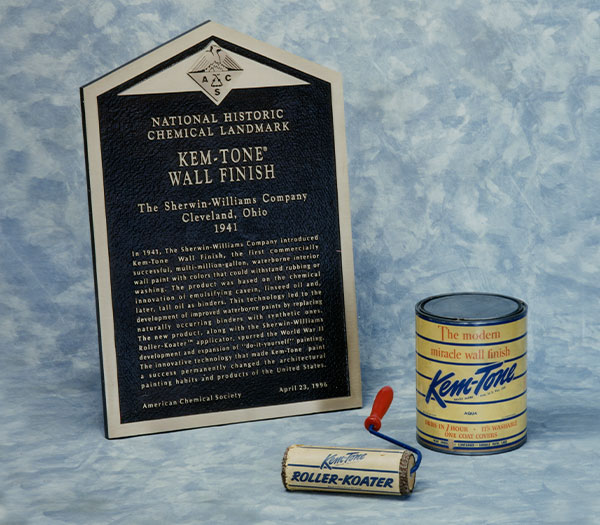 A C
S
NATIONAL HISTORIC
CHEMICAL LANDMARK
KEM-TONE®
WALL FINISH
The Sherwin-Williams Company
Cleveland, Ohio
1941
In 1941, The Sherwin-Williams Company introduced
Kem-Tone Wall Finish, the first commercially
successful, multi-million-gallon, waterborne interior
wall paint with colors that could withstand rubbing or
washing. The product was based on the chemical
innovation of emulsifying casein, linseed oil and,
later, tall oil as binders. This technology led to the
development of improved waterborne paints by replacing
naturally occurring binders with synthetic ones.
The new product, along with the Sherwin-Williams
Roller-Koater™ applicator, spurred the World War II
development and expansion of "do-it-yourself" painting.
The innovative technology that made Kem-Tone paint
a success permanently changed the architectural
painting habits and products of the United States.
American Chemical Society April 23, 1996
The modern
miracle wall finish
Kem-Tone
AQUA
DRIES IN 1 HOUR - IT'S WASHABLE
ONE COAT COVERS
Kem-Tone
ROLLER-KOATER